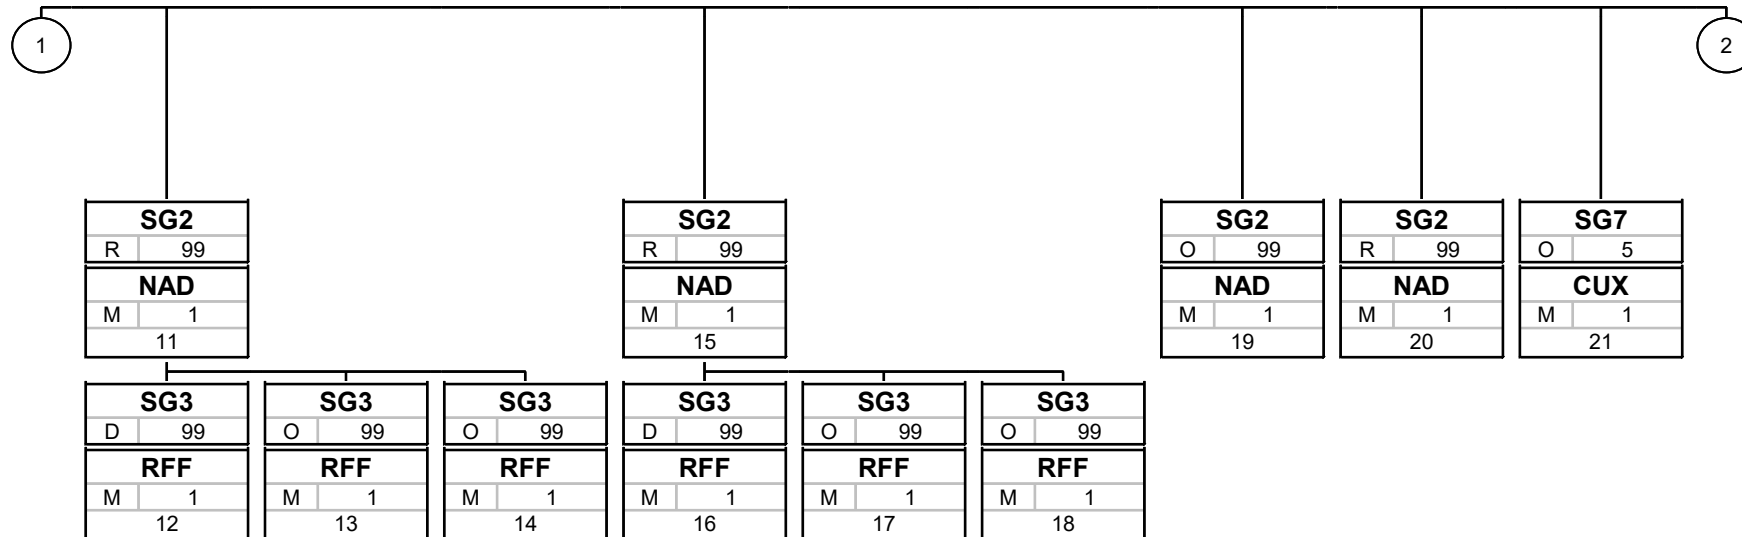 1 2
SG2 SG2 SG2 SG2 SG7
R 99 R 99 O 99 R 99 O 5
NAD NAD NAD NAD CUX
M 1 M 1 M 1 M 1 M 1
11 15 19 20 21
SG3 SG3 SG3 SG3 SG3 SG3
D 99 O 99 O 99 D 99 O 99 O 99
RFF RFF RFF RFF RFF RFF
M 1 M 1 M 1 M 1 M 1 M 1
12 13 14 16 17 18